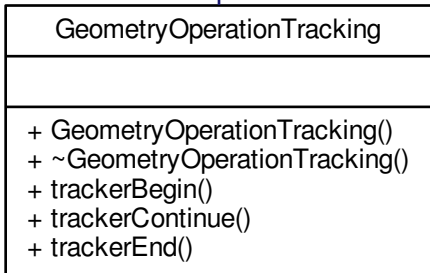 GeometryOperationTracking
+ GeometryOperationTracking()
+ ~GeometryOperationTracking()
+ trackerBegin()
+ trackerContinue()
+ trackerEnd()